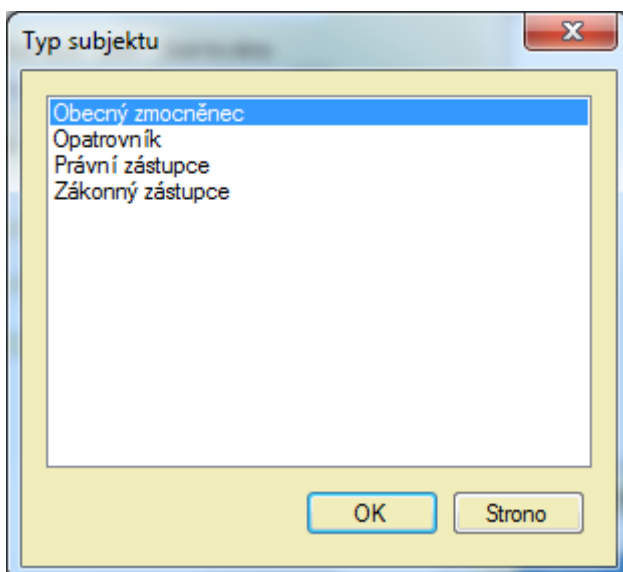 Typ subjektu
Obecný zmocněnec
Opatrovník
Právní zástupce
Zákonný zástupce
OK
Strono